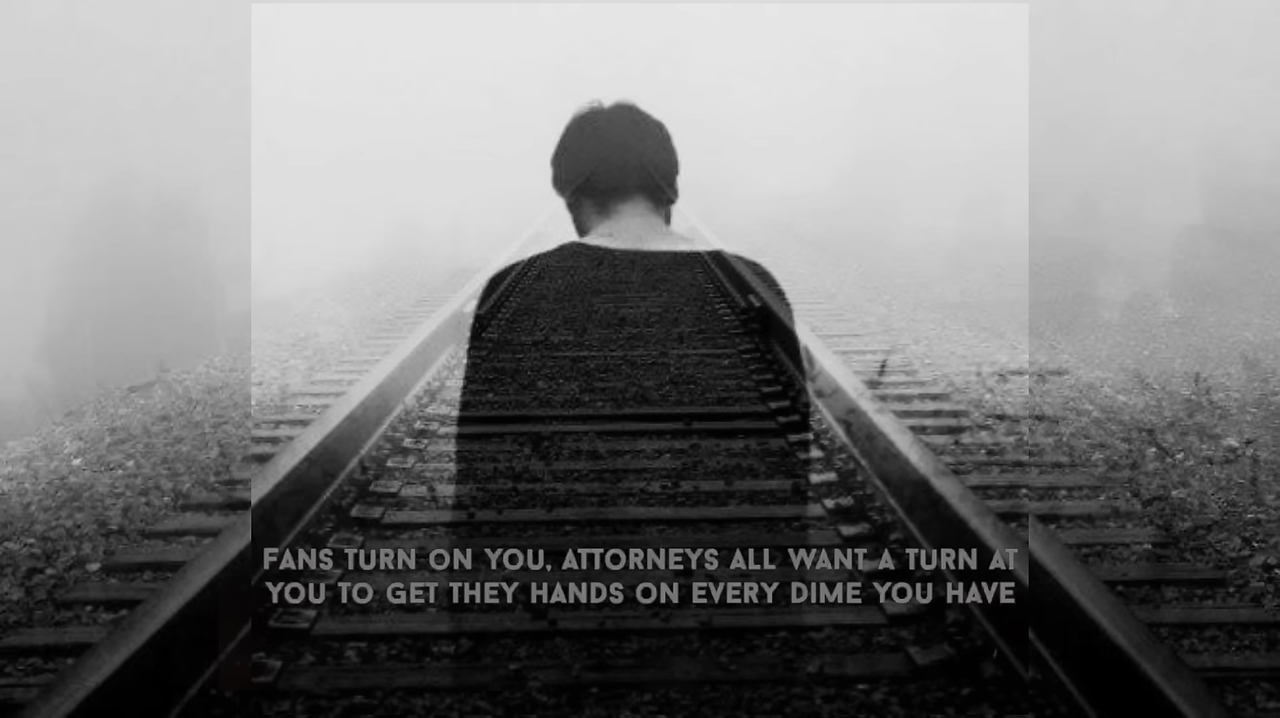 FANS TURN ON YOU, ATTORNEYS ALL WANT A TURN AT
YOU TO GET THEY HANDS ON EVERY DIME YOU HAVE